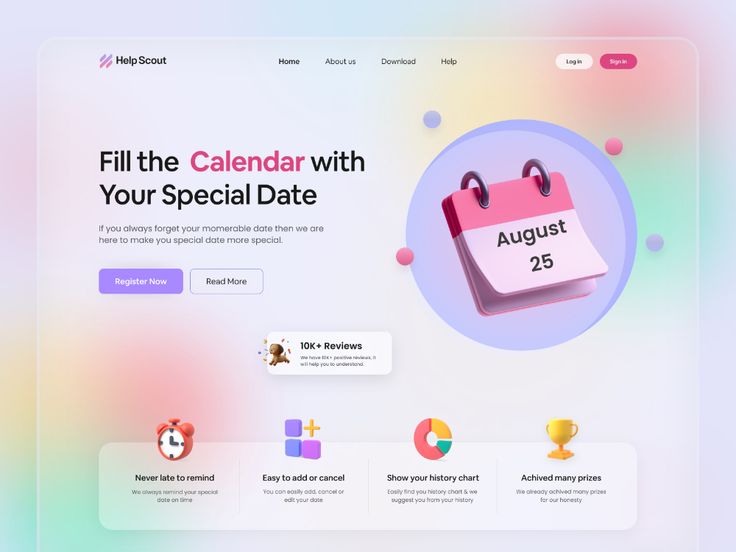 Help Scout
Home
About us
Download
Help
Log in
Sign In
Fill the Calendar with
Your Special Date
If you always forget your momerable date then we are
here to make you special date more special.
Register Now
Read More
August
25
10K+ Reviews
We have 10K+ positive reviews, it
will help you to understand.
Never late to remind
We always remind your special
date on time
Easy to add or cancel
You can easily add, cancel or
edit your date
Show your history chart
Easily find you history chart & we
suggest you from your history
Achived many prizes
We already achived many prizes
for our honesty